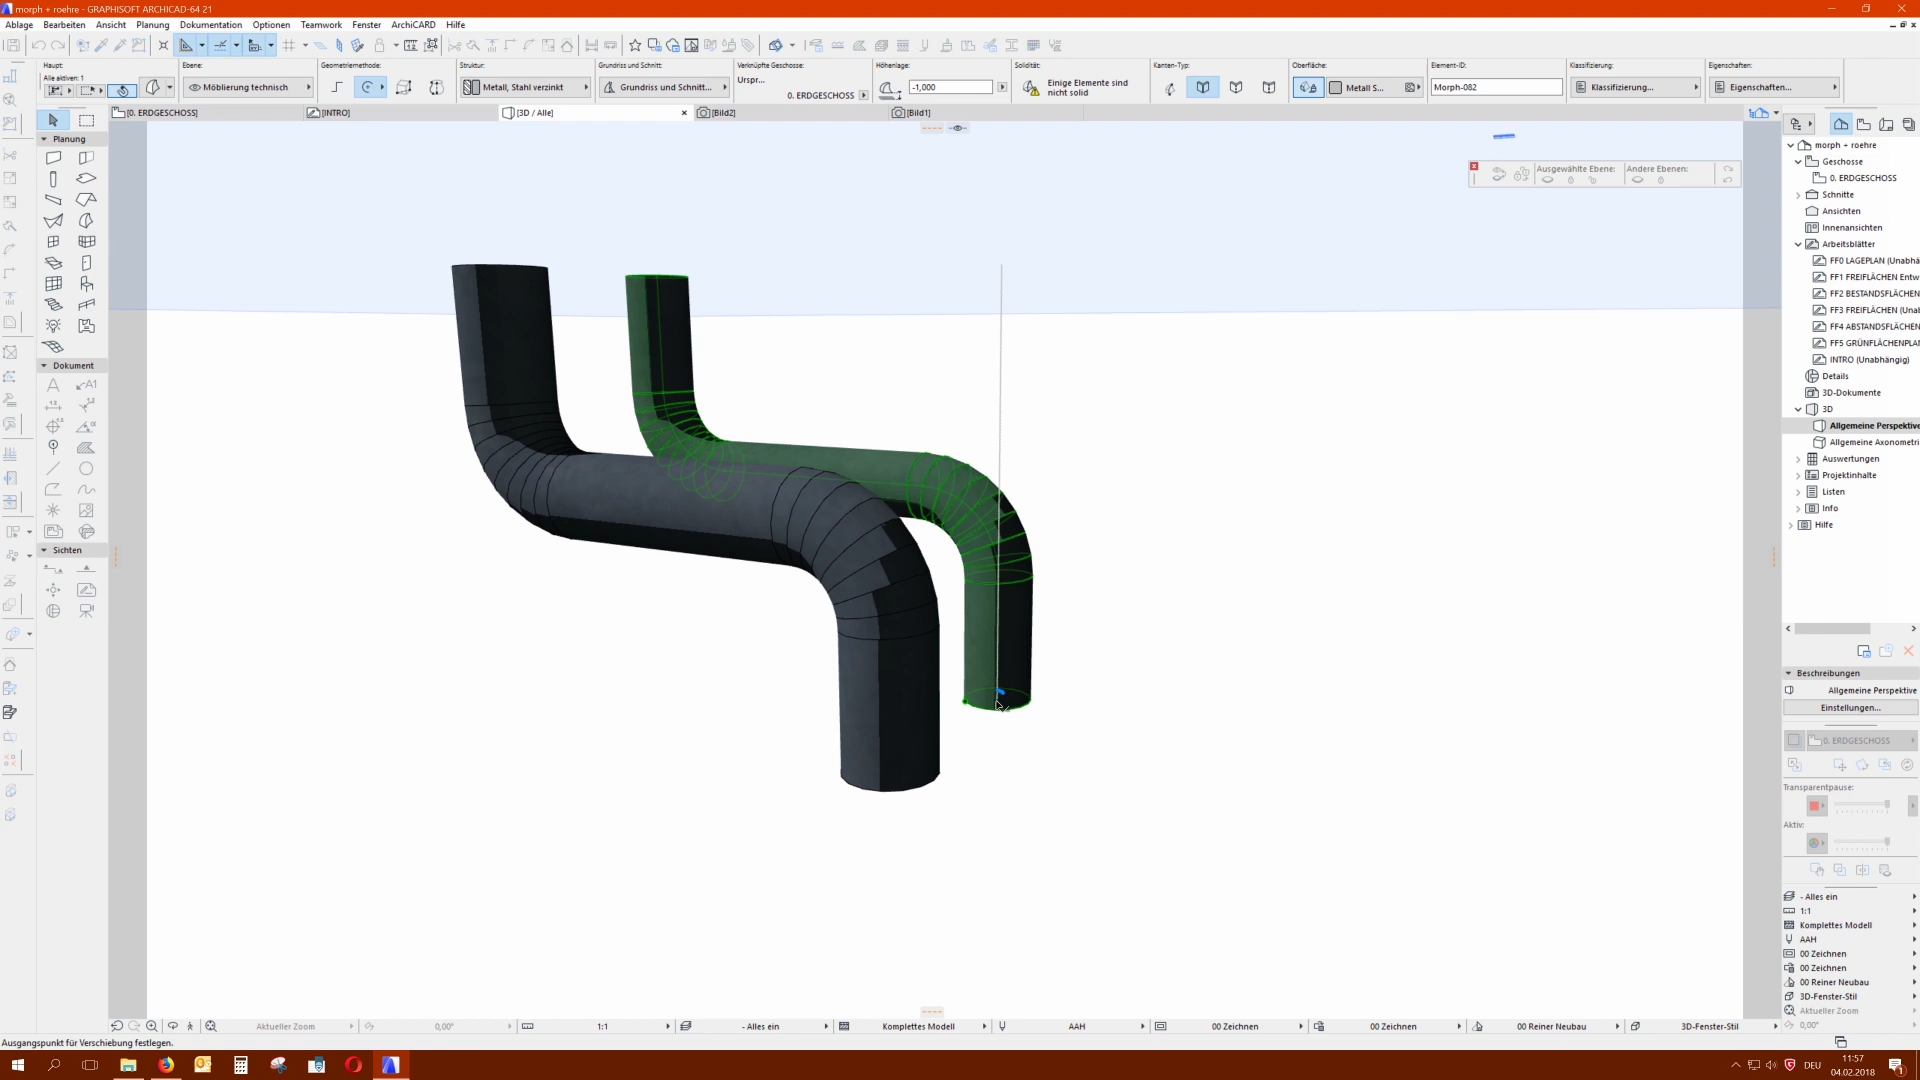 morph + roehre - GRAPHISOFT ARCHICAD-64 21
Ablage Bearbeiten Ansicht Planung Dokumentation Optionen Teamwork Fenster ArchiCARD Hilfe
Haupt: Ebene: Geometriemethode: Struktur: Grundriss und Schnitt: Verknüpfte Geschosse: Höhenlage: Solidität: Kanten-Typ: Oberfläche: Element-ID: Klassifizierung: Eigenschaften:
Alle aktiven: 1
Möblierung technisch
Metall, Stahl verzinkt
Grundriss und Schnitt...
Urspr...
0. ERDGESCHOSS
-1,000
Einige Elemente sind
nicht solid
Metall S...
Morph-082
Klassifizierung...
Eigenschaften...
[0. ERDGESCHOSS] [INTRO] [3D / Alle] [Bild2] [Bild1]
Planung
Dokument
A1
Sichten
Ausgewählte Ebene: Andere Ebenen:
morph + roehre
Geschosse
0. ERDGESCHOSS
Schnitte
Ansichten
Innenansichten
Arbeitsblätter
FF0 LAGEPLAN (Unabhä
FF1 FREIFLÄCHEN Entw
FF2 BESTANDSFLÄCHEN
FF3 FREIFLÄCHEN (Unal
FF4 ABSTANDSFLÄCHEN
FF5 GRÜNFLÄCHENPLAN
INTRO (Unabhängig)
Details
3D-Dokumente
3D
Allgemeine Perspektive
Allgemeine Axonometri
Auswertungen
Projektinhalte
Listen
Info
Hilfe
Beschreibungen
Allgemeine Perspektive
Einstellungen...
0. ERDGESCHOSS
Transparentpause:
Aktiv:
- Alles ein
1:1
Komplettes Modell
AAH
00 Zeichnen
00 Zeichnen
00 Reiner Neubau
3D-Fenster-Stil
Aktueller Zoom
0,00°
Aktueller Zoom 0,00° 1:1 - Alles ein Komplettes Modell AAH 00 Zeichnen 00 Zeichnen 00 Reiner Neubau 3D-Fenster-Stil
Ausgangspunkt für Verschiebung festlegen.
DEU
11:57
04.02.2018